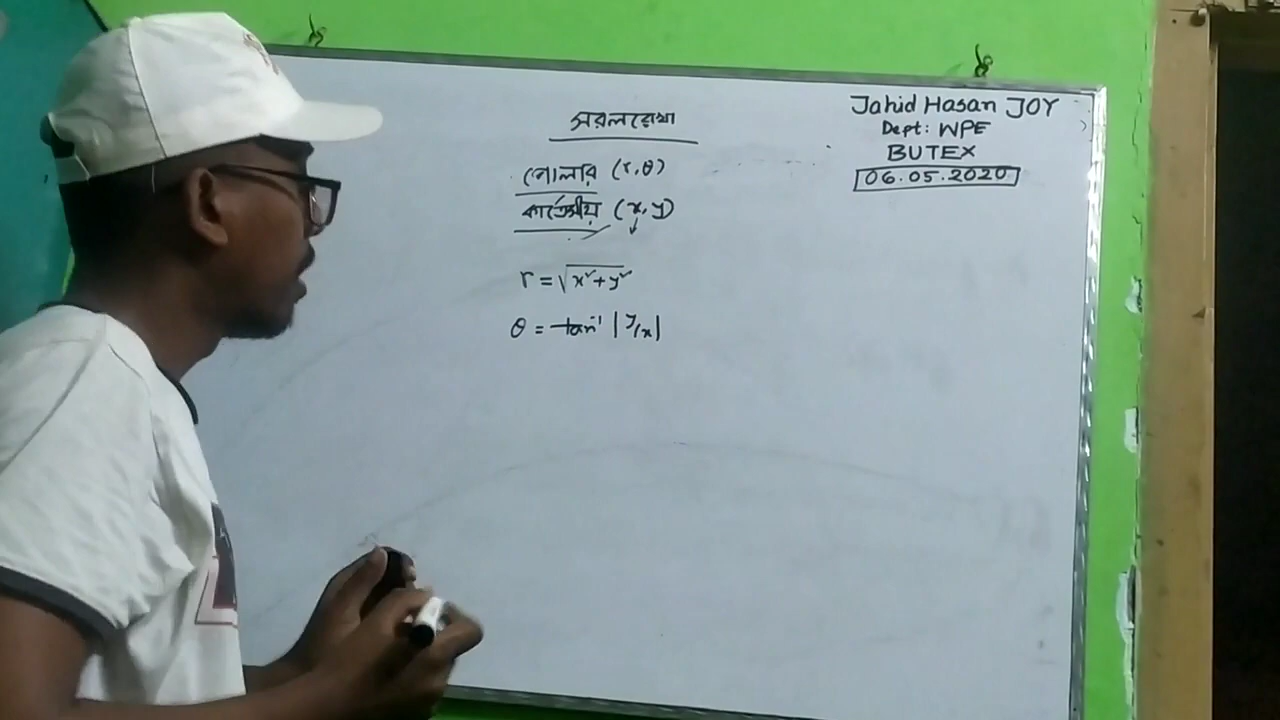 সরলরেখা
পোলার (r, θ)
কার্তেসীয় (x, y)
r = √x²+y²
θ = tan⁻¹ |y/x|
Jahid Hasan JOY
Dept: WPE
BUTEX
06.05.2020